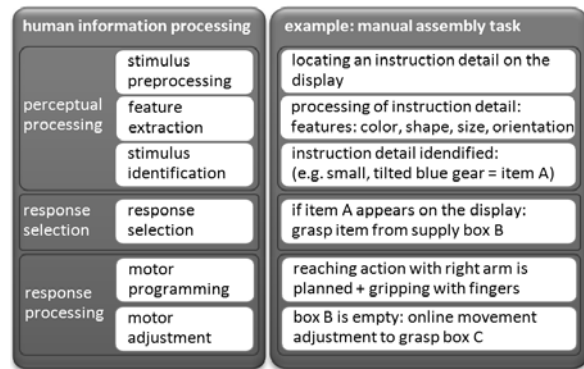 human information processing
example: manual assembly task
perceptual
processing
stimulus
preprocessing
locating an instruction detail on the
display
feature
extraction
processing of instruction detail:
features: color, shape, size, orientation
stimulus
identification
instruction detail idendified:
(e.g. small, tilted blue gear = item A)
response
selection
response
selection
if item A appears on the display:
grasp item from supply box B
response
processing
motor
programming
reaching action with right arm is
planned + gripping with fingers
motor
adjustment
box B is empty: online movement
adjustment to grasp box C